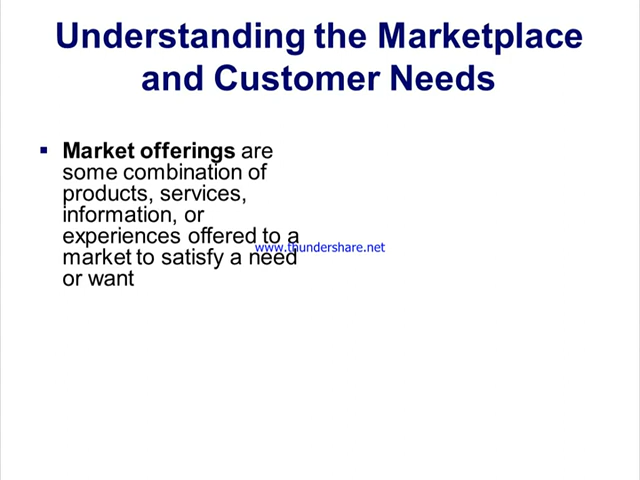 Understanding the Marketplace
and Customer Needs
▪ Market offerings are
some combination of
products, services,
information, or
experiences offered to a
www.thundershare.net
market to satisfy a need
or want